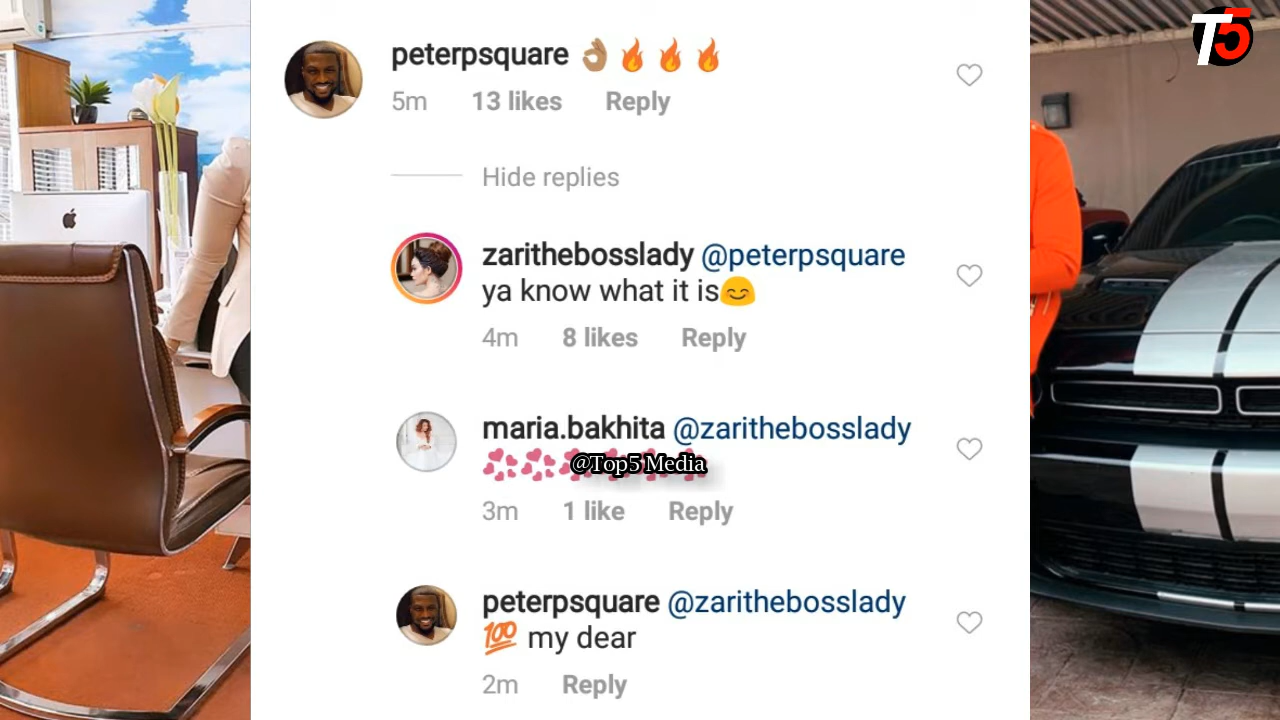 T5
peterpsquare 👌🏽🔥🔥🔥
5m 13 likes Reply
Hide replies
zarithebosslady @peterpsquare
ya know what it is😊
4m 8 likes Reply
maria.bakhita @zarithebosslady
💞💞💞💞💞💞
@Top5 Media
3m 1 like Reply
peterpsquare @zarithebosslady
💯 my dear
2m Reply